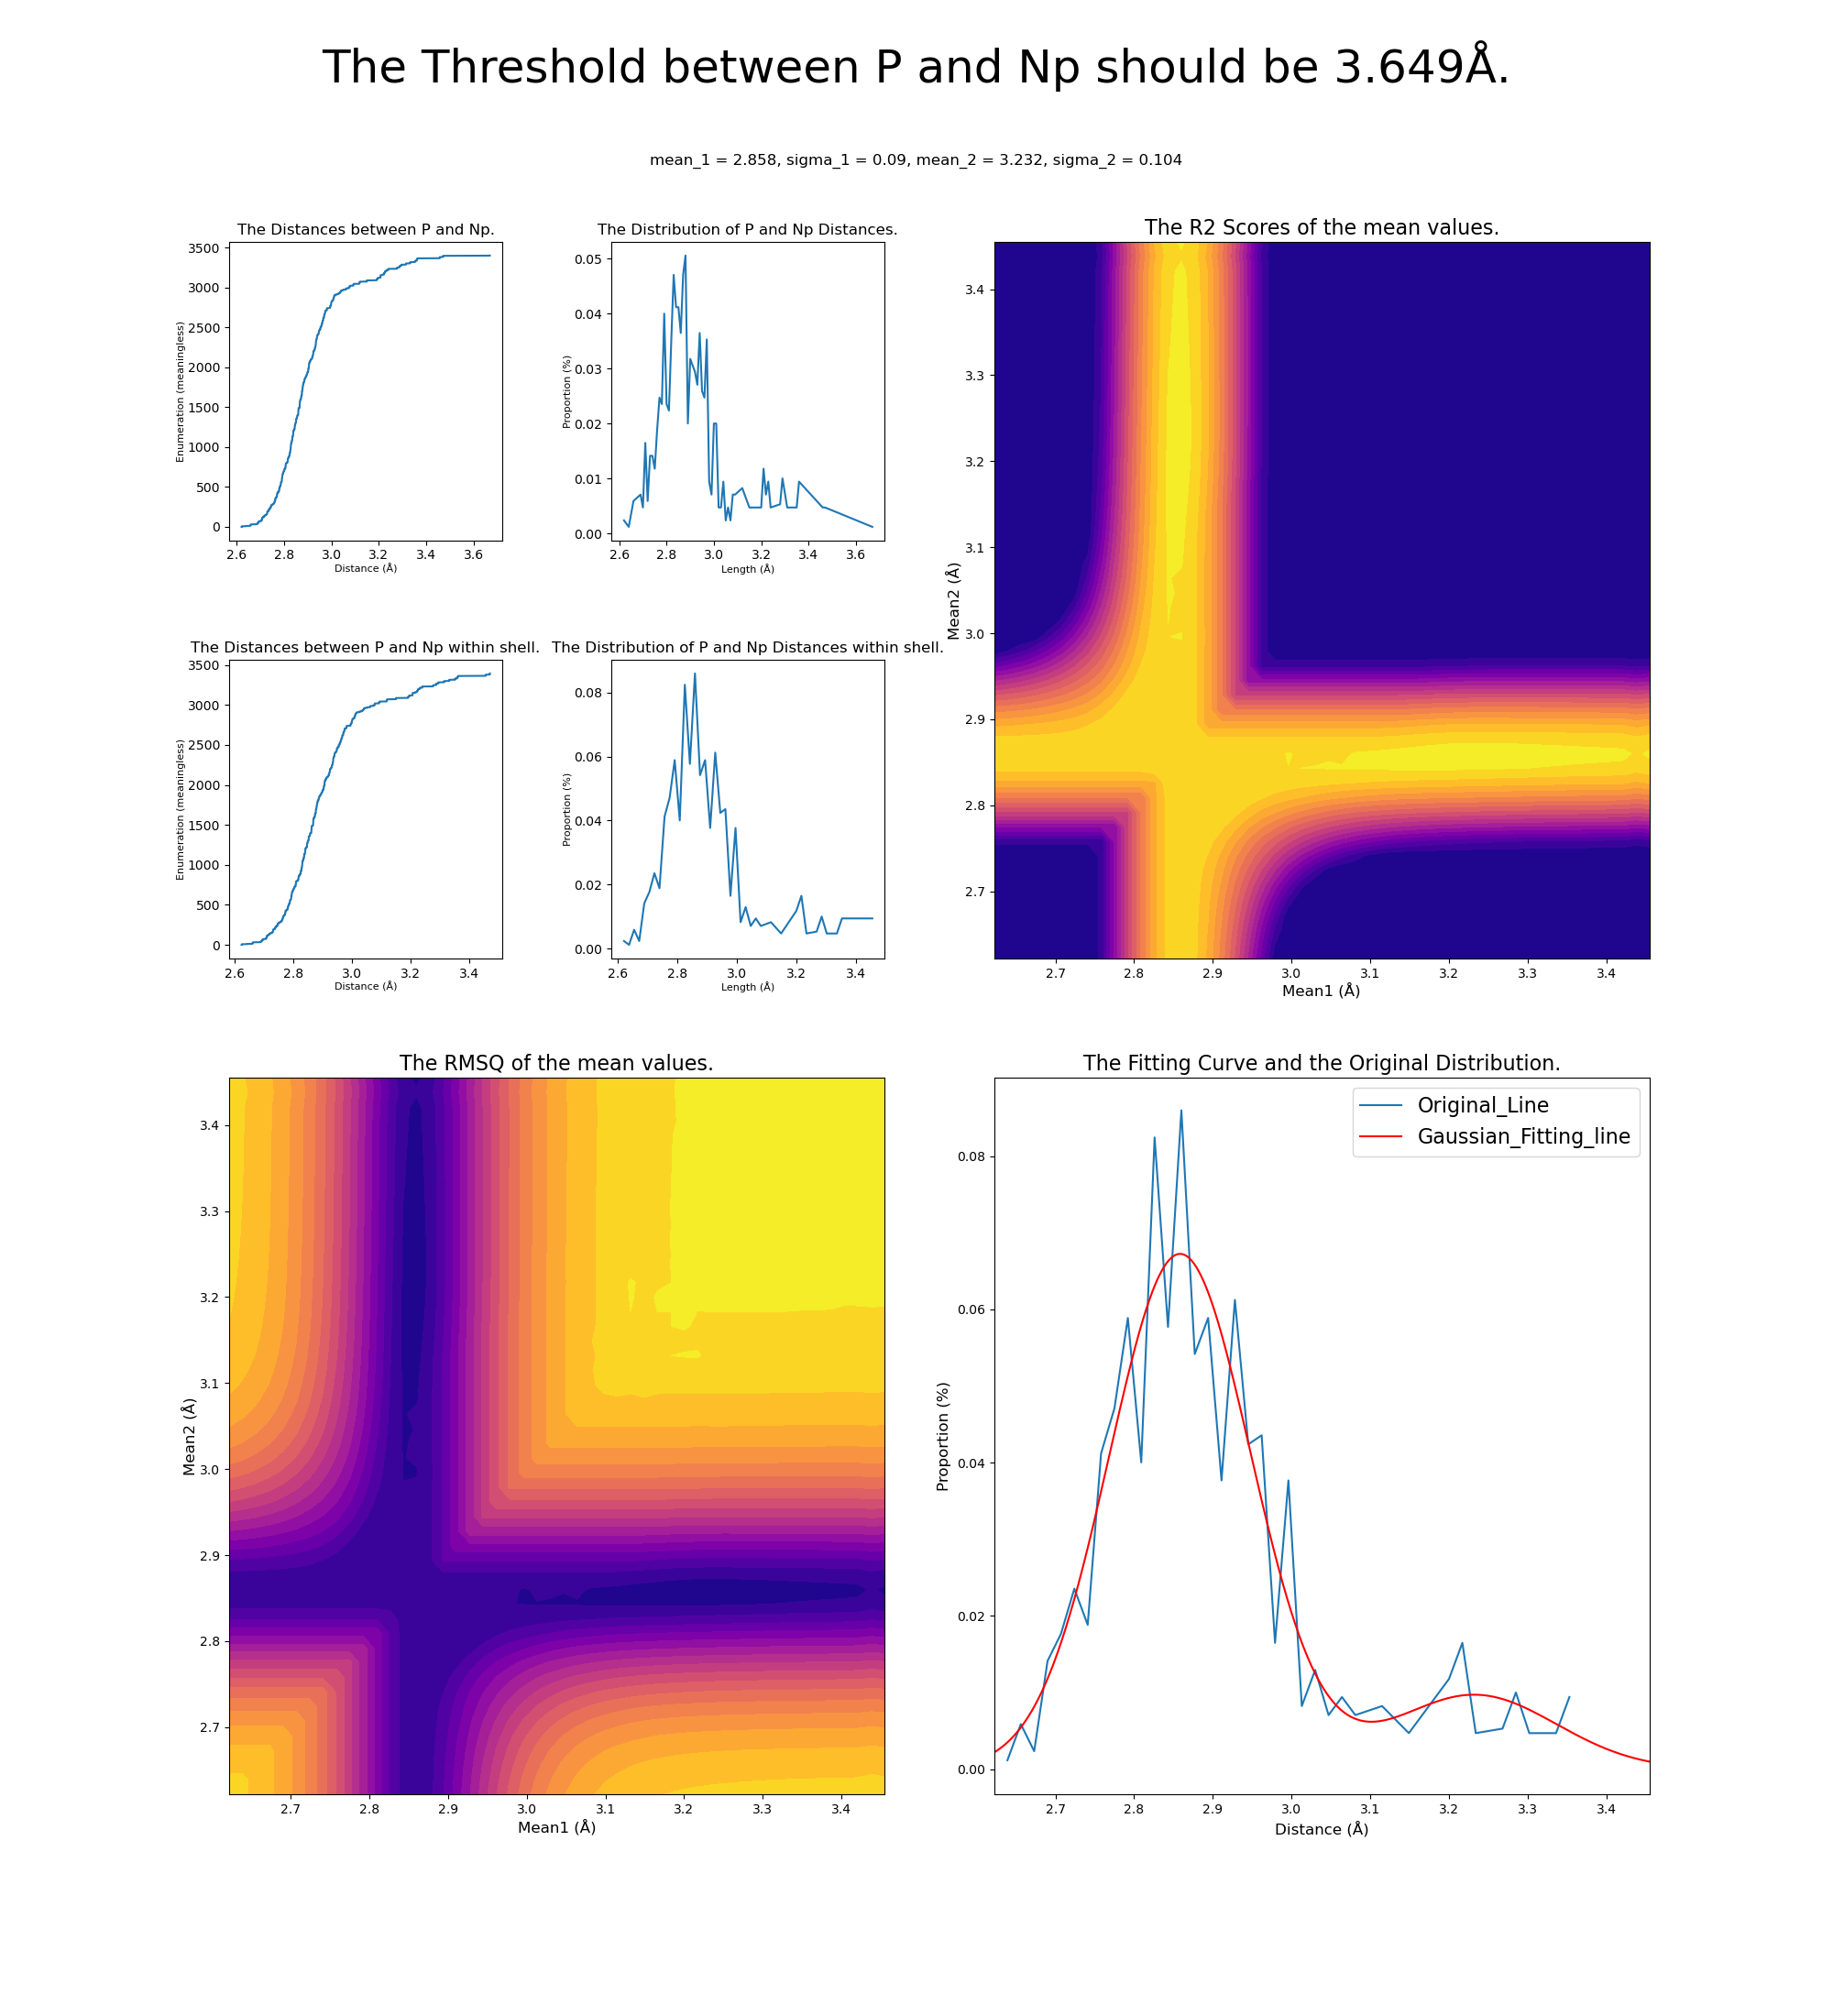 The Threshold between P and Np should be 3.649Å.
mean_1 = 2.858, sigma_1 = 0.09, mean_2 = 3.232, sigma_2 = 0.104
The Distances between P and Np.
3500
3000
2500
2000
1500
1000
500
0
Enumeration (meaningless)
2.6 2.8 3.0 3.2 3.4 3.6
Distance (Å)
The Distribution of P and Np Distances.
0.05
0.04
0.03
0.02
0.01
0.00
Proportion (%)
2.6 2.8 3.0 3.2 3.4 3.6
Length (Å)
The R2 Scores of the mean values.
3.4
3.3
3.2
3.1
3.0
2.9
2.8
2.7
Mean2 (Å)
2.7 2.8 2.9 3.0 3.1 3.2 3.3 3.4
Mean1 (Å)
The Distances between P and Np within shell.
3500
3000
2500
2000
1500
1000
500
0
Enumeration (meaningless)
2.6 2.8 3.0 3.2 3.4
Distance (Å)
The Distribution of P and Np Distances within shell.
0.08
0.06
0.04
0.02
0.00
Proportion (%)
2.6 2.8 3.0 3.2 3.4
Length (Å)
The RMSQ of the mean values.
3.4
3.3
3.2
3.1
3.0
2.9
2.8
2.7
Mean2 (Å)
2.7 2.8 2.9 3.0 3.1 3.2 3.3 3.4
Mean1 (Å)
The Fitting Curve and the Original Distribution.
Original_Line
Gaussian_Fitting_line
0.08
0.06
0.04
0.02
0.00
Proportion (%)
2.7 2.8 2.9 3.0 3.1 3.2 3.3 3.4
Distance (Å)